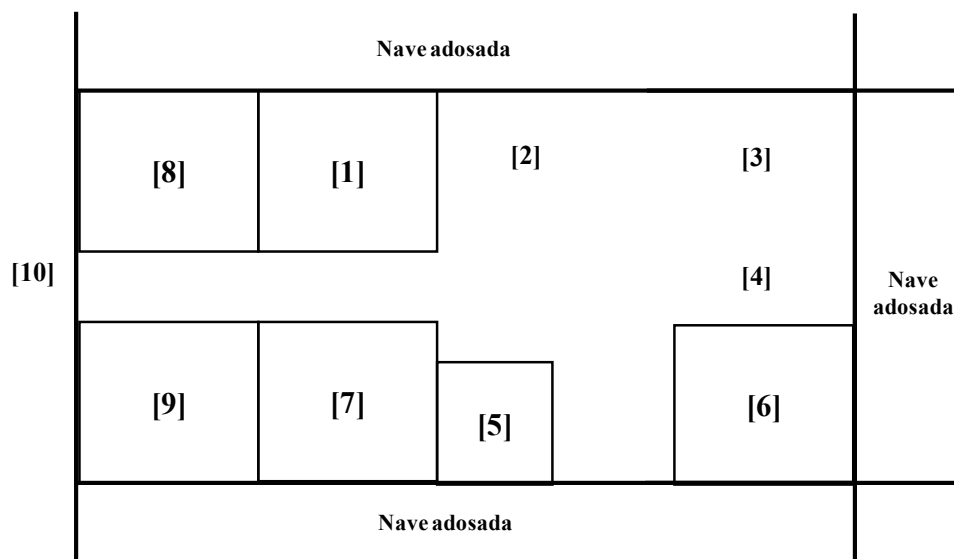 Nave adosada
[8]
[1]
[2]
[3]
[10]
[4]
Nave
adosada
[9]
[7]
[5]
[6]
Nave adosada